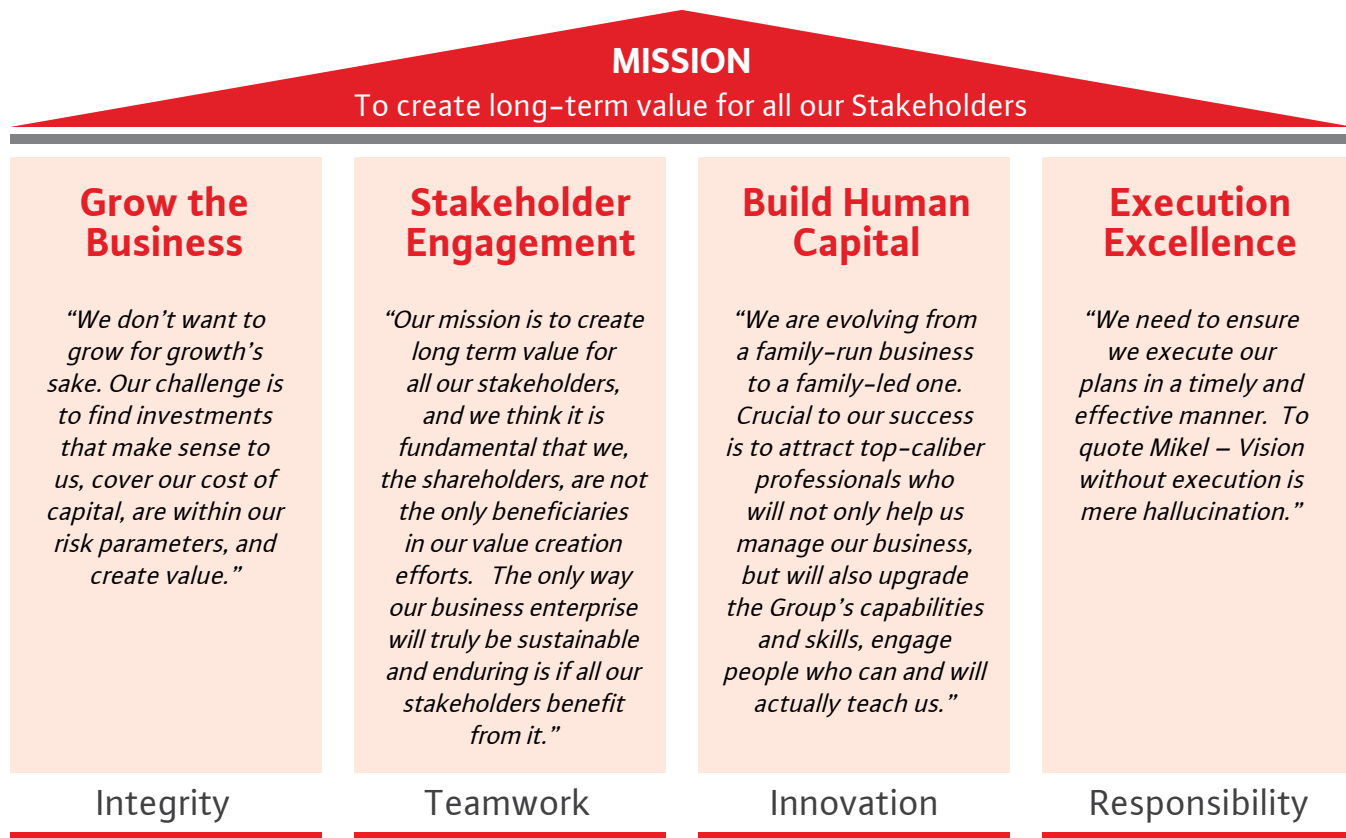 MISSION
To create long-term value for all our Stakeholders
Grow the
Business
“We don’t want to
grow for growth’s
sake. Our challenge is
to find investments
that make sense to
us, cover our cost of
capital, are within our
risk parameters, and
create value.”
Integrity
Stakeholder
Engagement
“Our mission is to create
long term value for
all our stakeholders,
and we think it is
fundamental that we,
the shareholders, are not
the only beneficiaries
in our value creation
efforts.  The only way
our business enterprise
will truly be sustainable
and enduring is if all our
stakeholders benefit
from it.”
Teamwork
Build Human
Capital
“We are evolving from
a family-run business
to a family-led one.
Crucial to our success
is to attract top-caliber
professionals who
will not only help us
manage our business,
but will also upgrade
the Group’s capabilities
and skills, engage
people who can and will
actually teach us.”
Innovation
Execution
Excellence
“We need to ensure
we execute our
plans in a timely and
effective manner.  To
quote Mikel – Vision
without execution is
mere hallucination.”
Responsibility